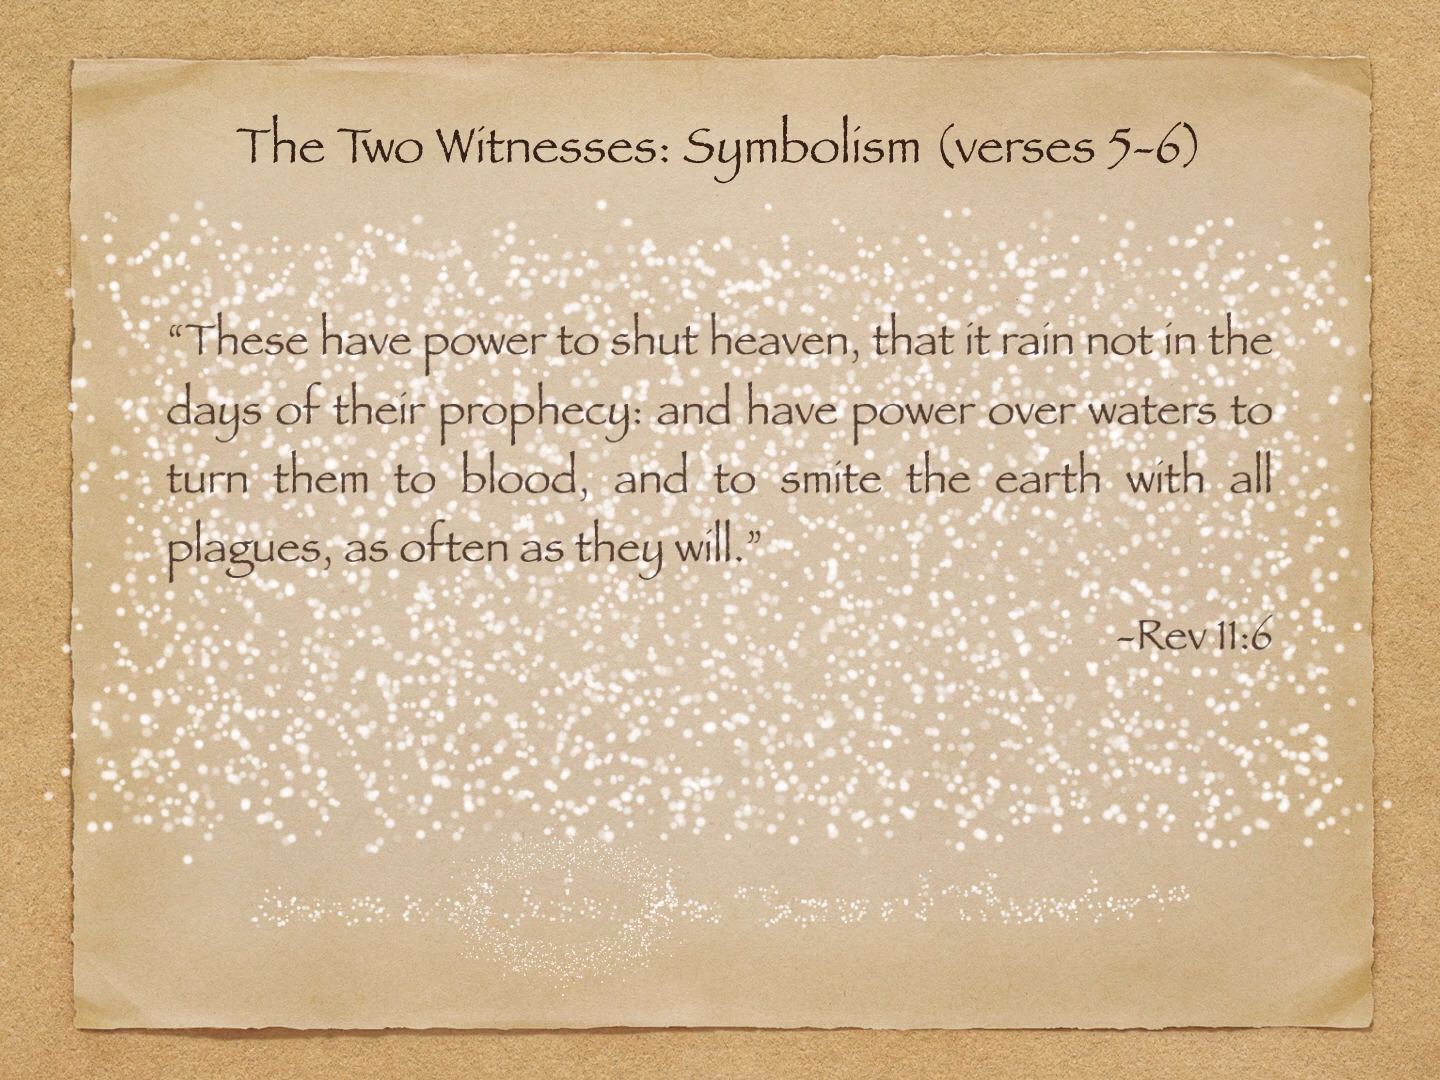 The Two Witnesses: Symbolism (verses 5-6)
“These have power to shut heaven, that it rain not in the
days of their prophecy: and have power over waters to
turn them to blood, and to smite the earth with all
plagues, as often as they will.”
-Rev 11:6